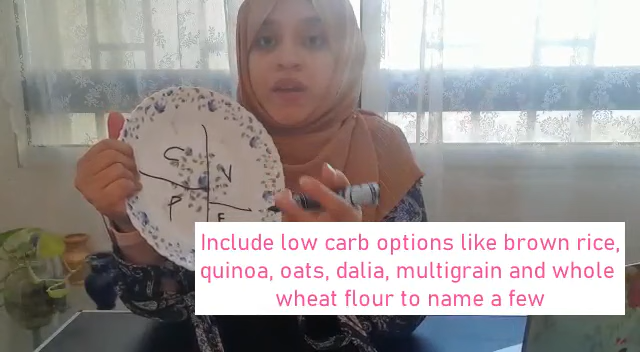 C
V
P
F
Include low carb options like brown rice,
quinoa, oats, dalia, multigrain and whole
wheat flour to name a few